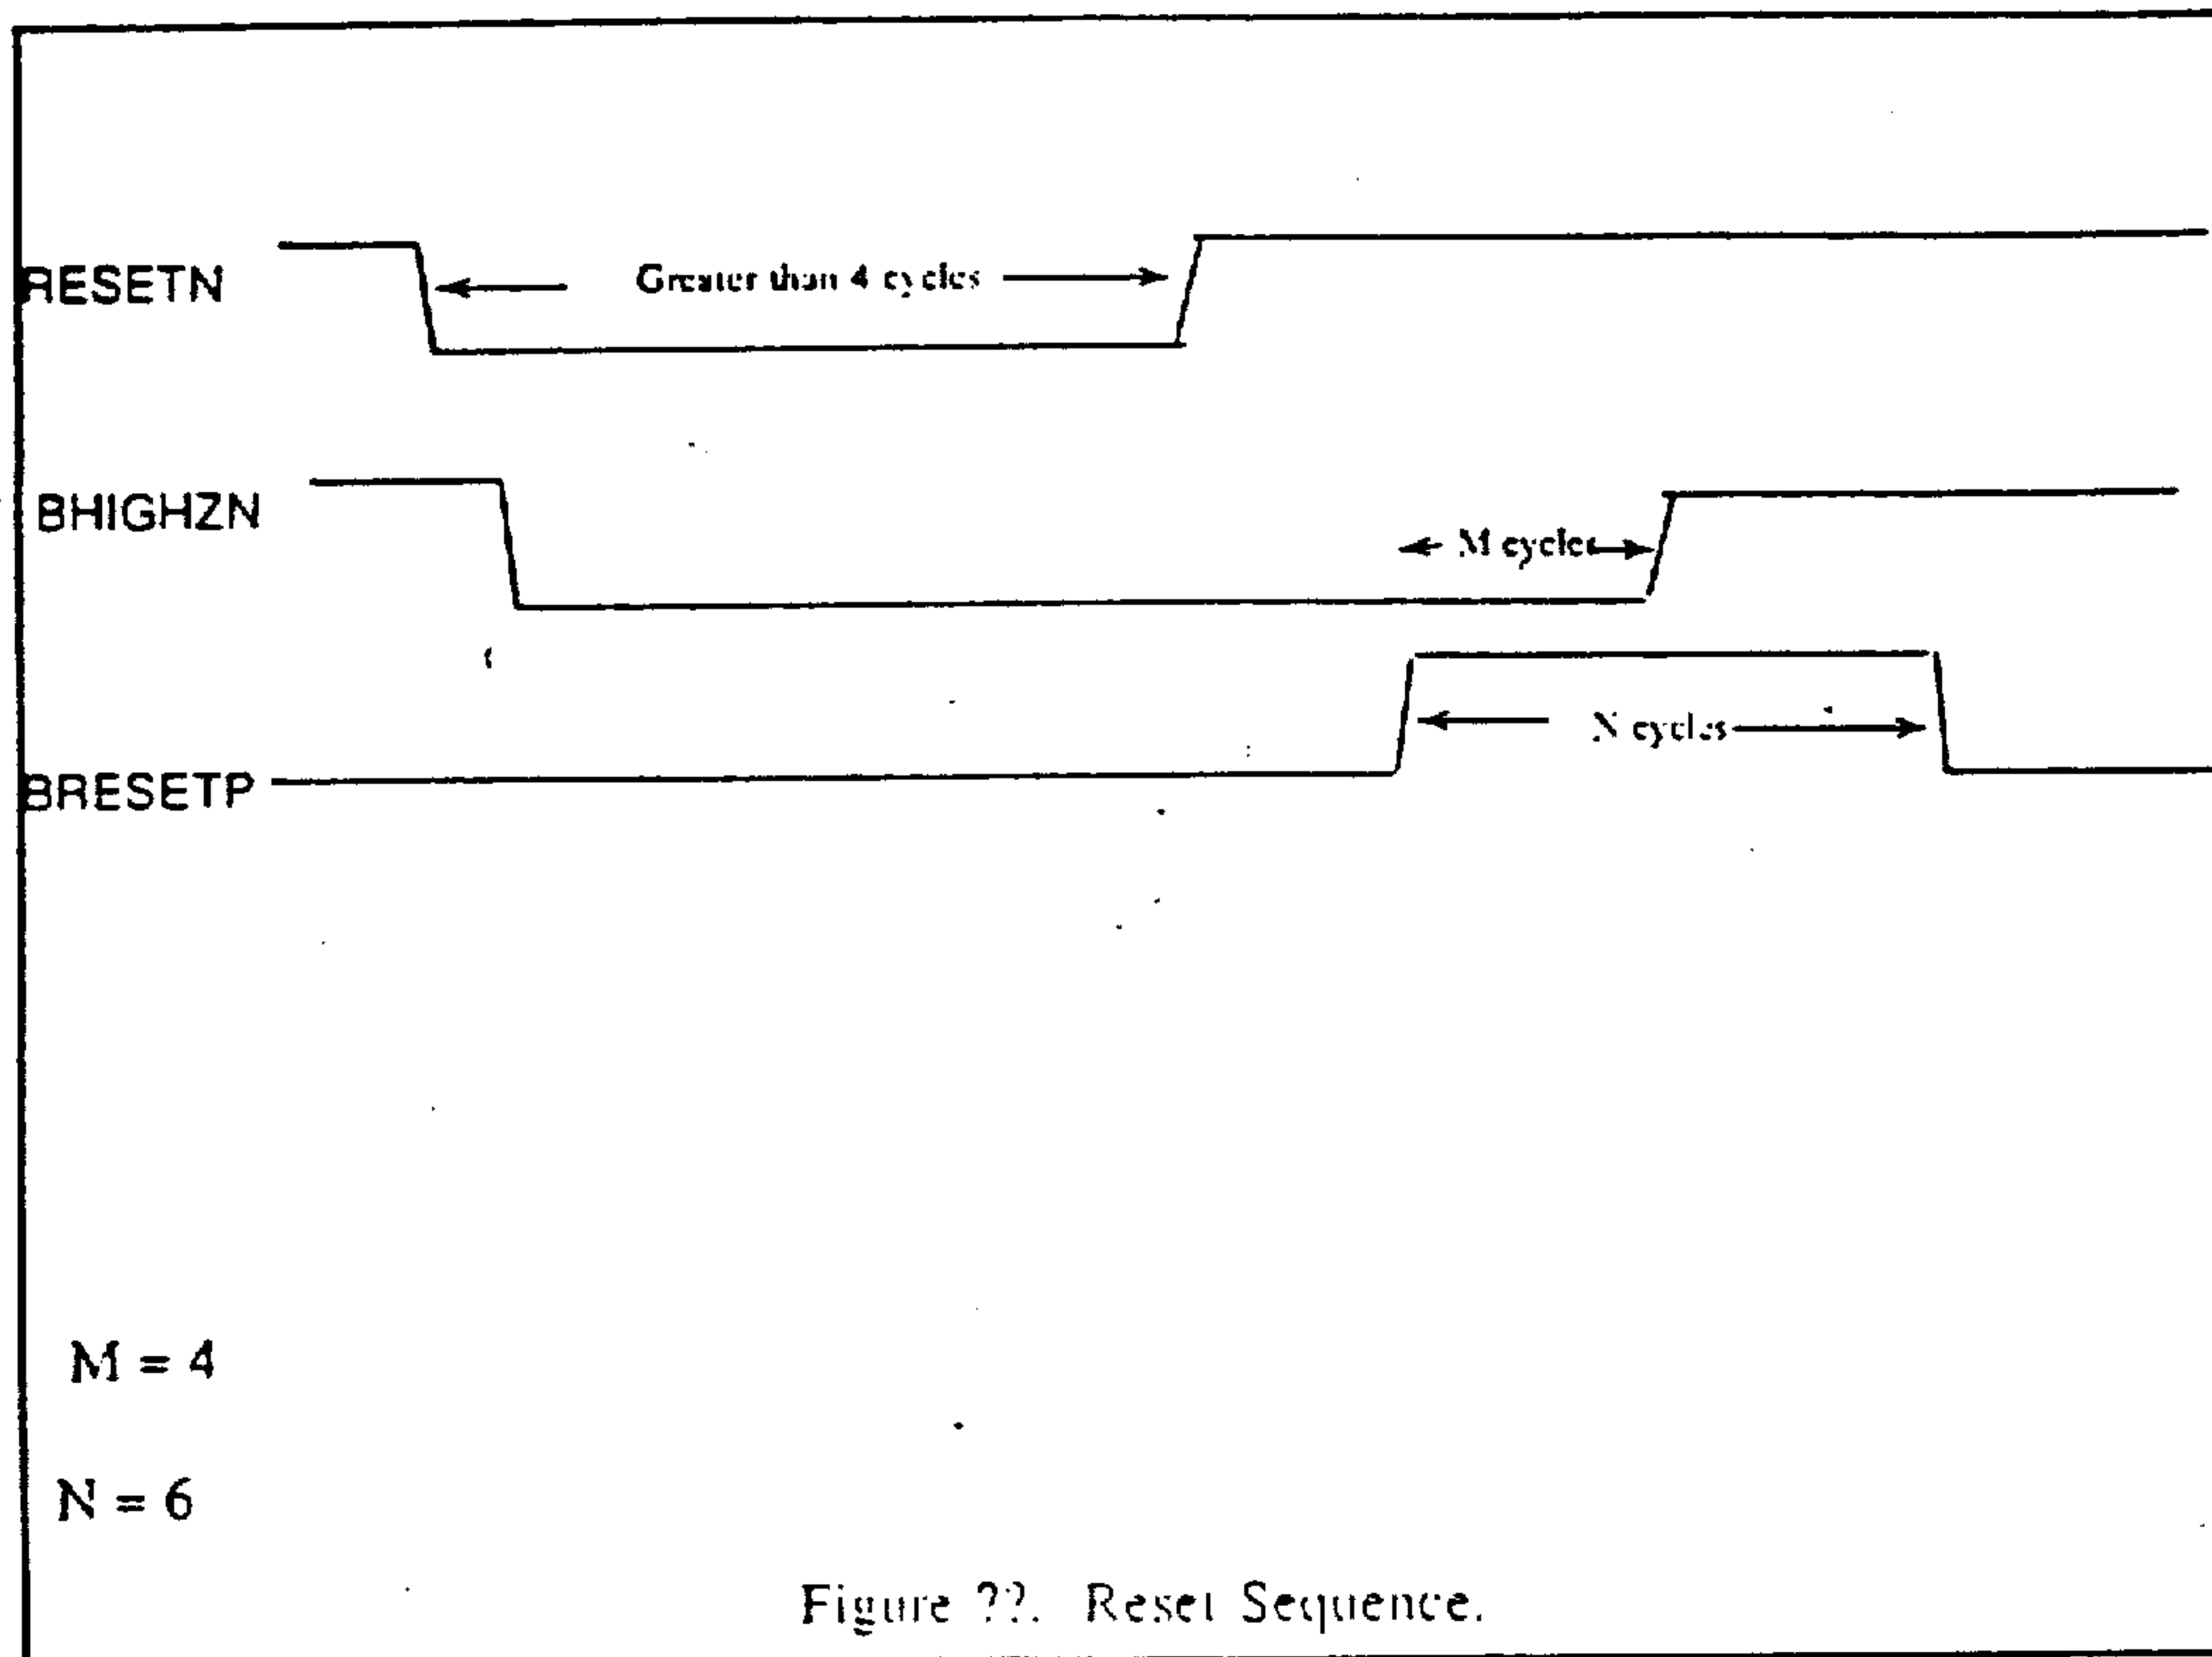 RESETN
Greater than 4 cycles
BHIGHZN
M cycles
N cycles
BRESETP
M = 4
N = 6
Figure ??. Reset Sequence.